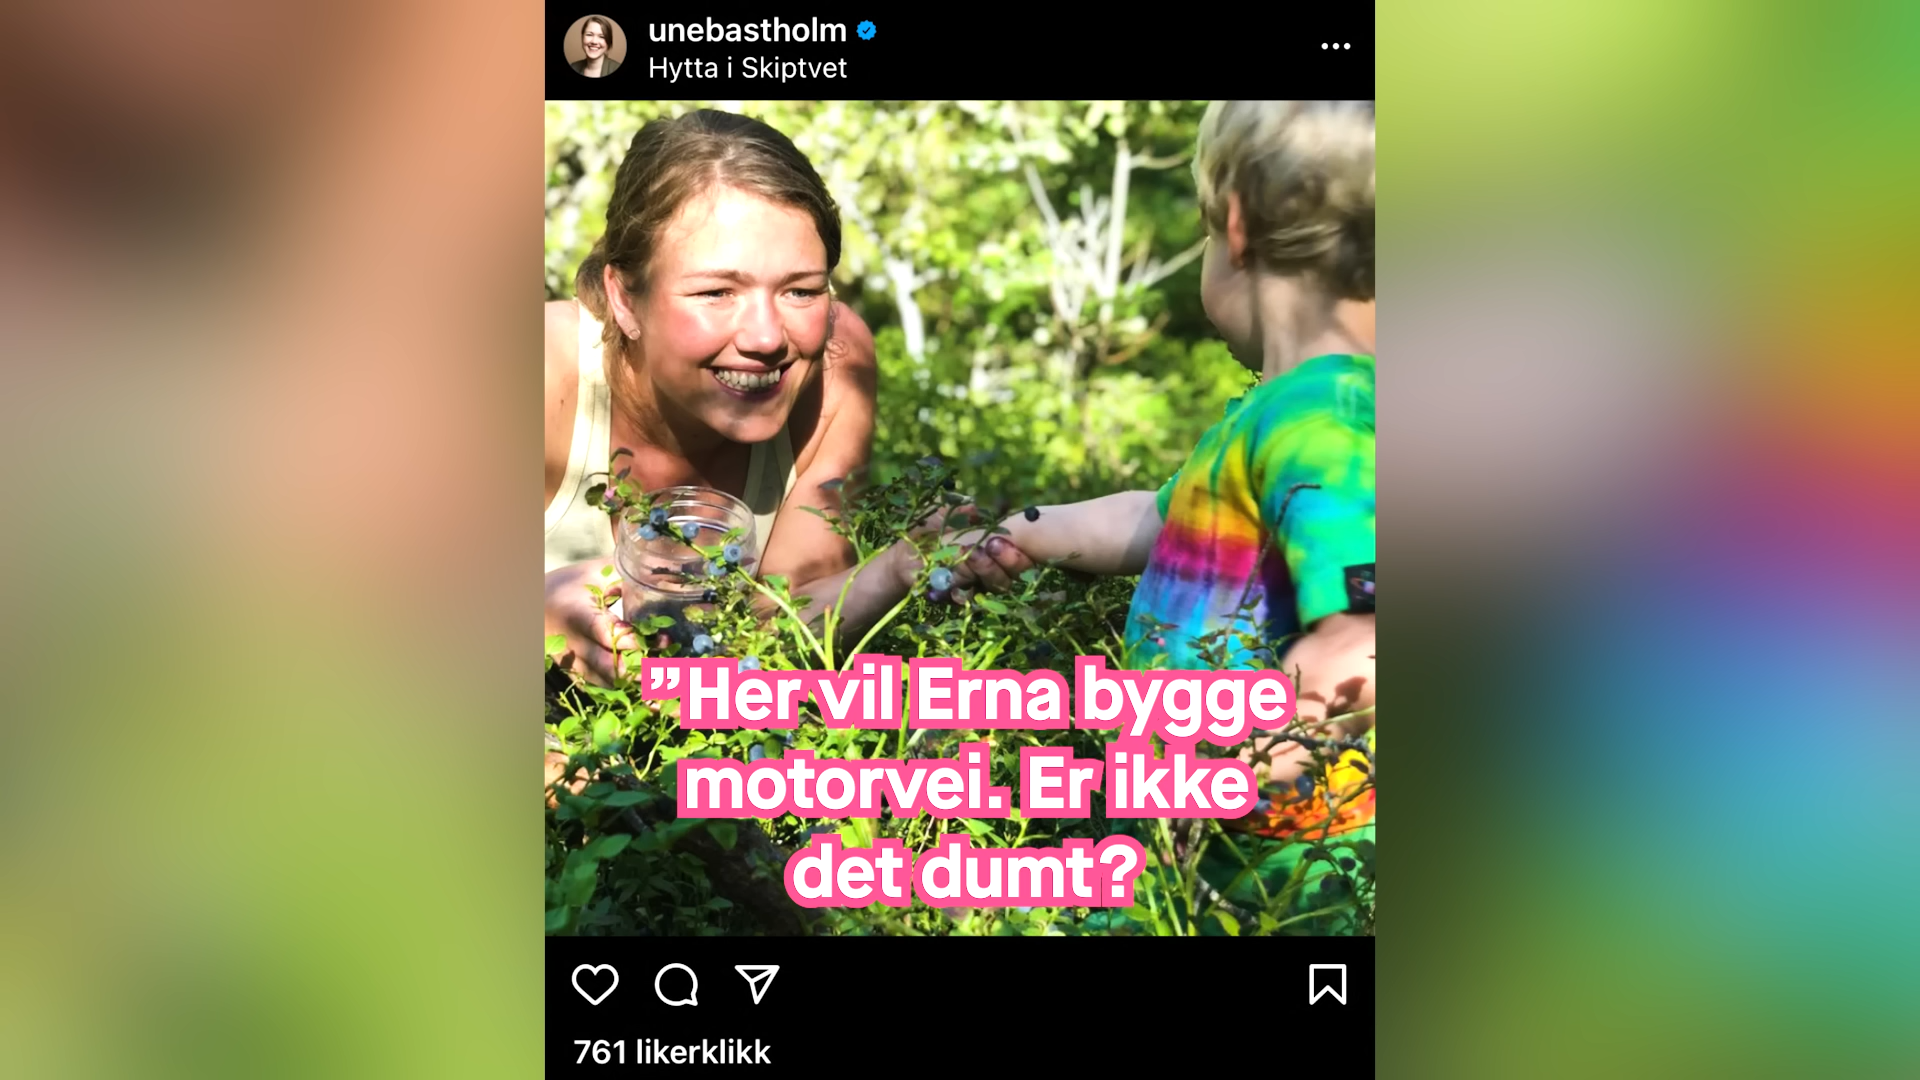 unebastholm
Hytta i Skiptvet
”Her vil Erna bygge
motorvei. Er ikke
det dumt?
761 likerklikk